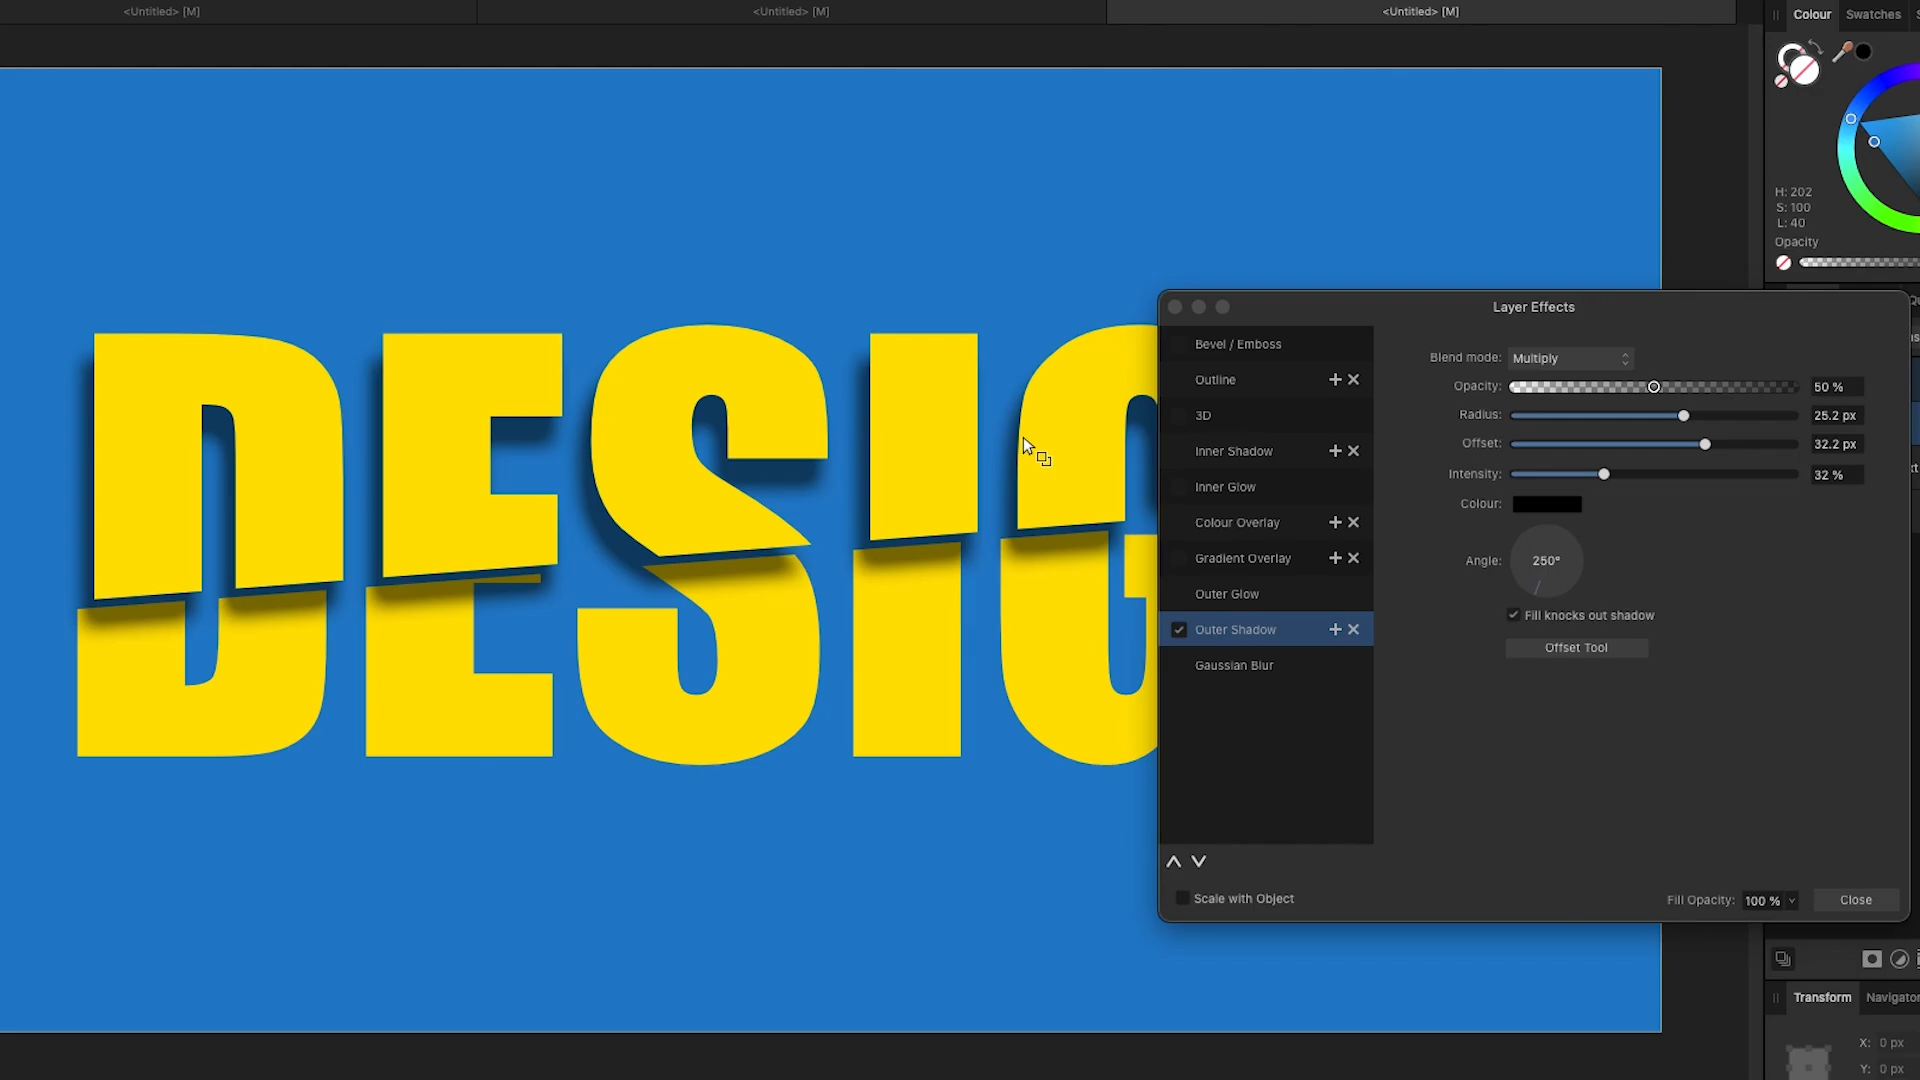 <Untitled> [M]
<Untitled> [M]
<Untitled> [M]
Colour
Swatches
H: 202
S: 100
L: 40
Opacity
DESIG
Layer Effects
Bevel / Emboss
Outline
3D
Inner Shadow
Inner Glow
Colour Overlay
Gradient Overlay
Outer Glow
Outer Shadow
Gaussian Blur
Blend mode: Multiply
Opacity: 50 %
Radius: 25.2 px
Offset: 32.2 px
Intensity: 32 %
Colour:
Angle: 250°
Fill knocks out shadow
Offset Tool
Scale with Object
Fill Opacity: 100 %
Close
Transform
Navigator
X: 0 px
Y: 0 px